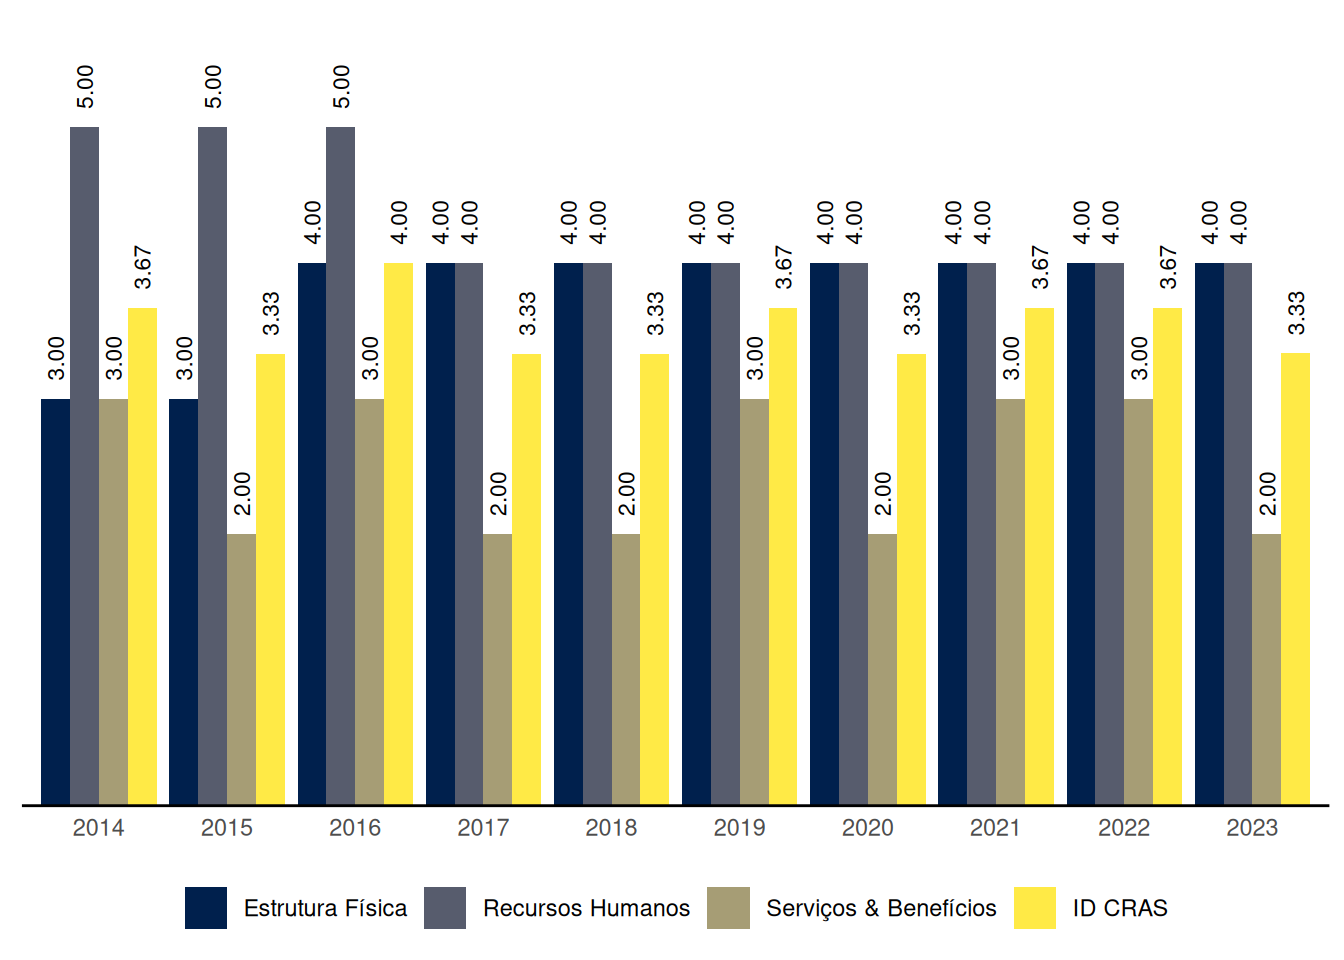 5.00 5.00 5.00
4.00 4.00 4.00 4.00 4.00 4.00 4.00 4.00 4.00 4.00 4.00 4.00 4.00 4.00 4.00 4.00
3.67 3.67 3.67 3.67
3.33 3.33 3.33 3.33 3.33
3.00 3.00 3.00 3.00 3.00 3.00 3.00
2.00 2.00 2.00 2.00 2.00
2014 2015 2016 2017 2018 2019 2020 2021 2022 2023
Estrutura Física Recursos Humanos Serviços & Benefícios ID CRAS